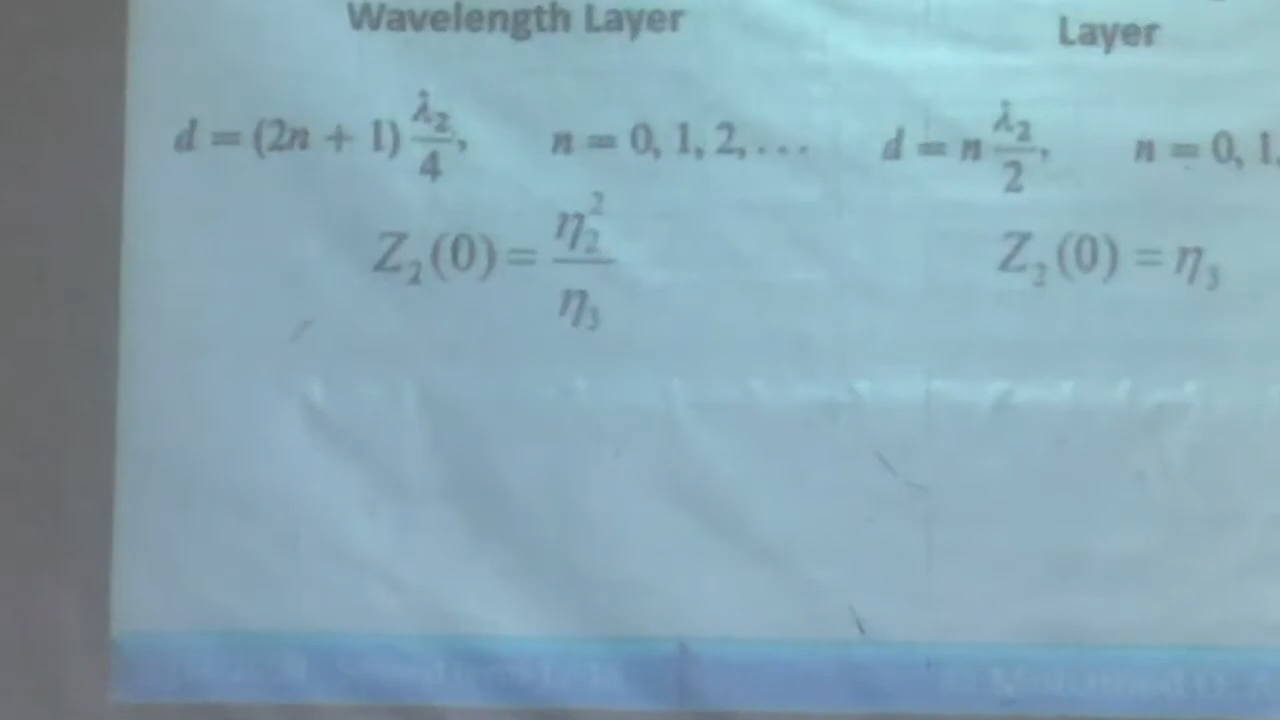 Wavelength Layer
d = (2n + 1) λ₂/4, n = 0, 1, 2, . . .
Z₂(0) = η₂²/η₃
Layer
d = n λ₂/2, n = 0, 1,
Z₂(0) = η₃